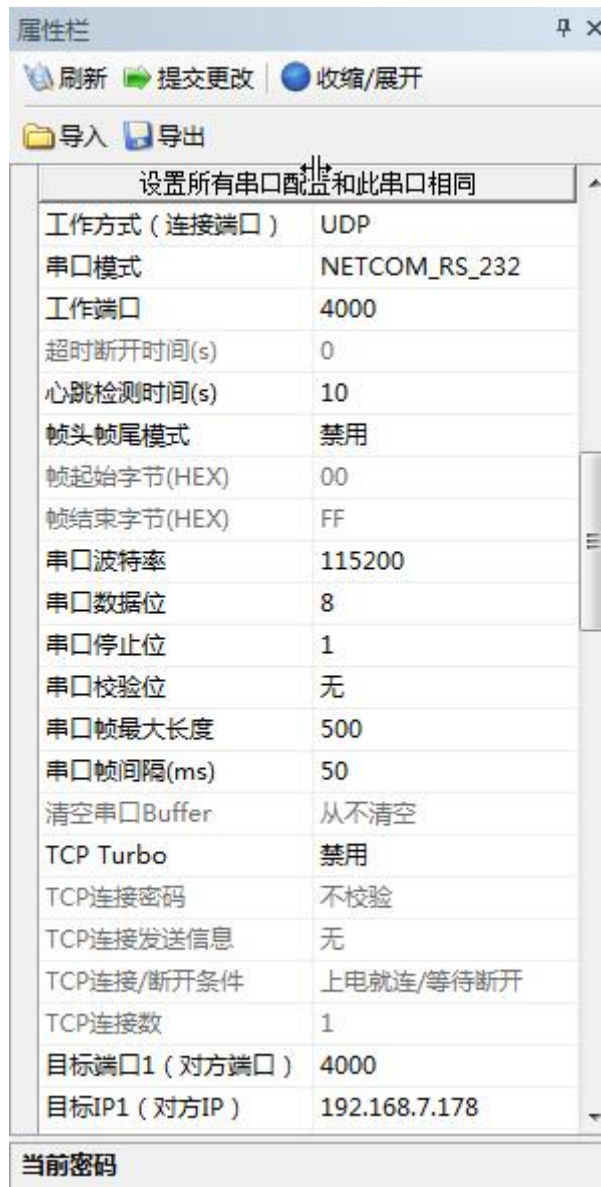 属性栏
刷新 提交更改 收缩/展开
导入 导出
设置所有串口配置和此串口相同
工作方式（连接端口） UDP
串口模式 NETCOM_RS_232
工作端口 4000
超时断开时间(s) 0
心跳检测时间(s) 10
帧头帧尾模式 禁用
帧起始字节(HEX) 00
帧结束字节(HEX) FF
串口波特率 115200
串口数据位 8
串口停止位 1
串口校验位 无
串口帧最大长度 500
串口帧间隔(ms) 50
清空串口Buffer 从不清空
TCP Turbo 禁用
TCP连接密码 不校验
TCP连接发送信息 无
TCP连接/断开条件 上电就连/等待断开
TCP连接数 1
目标端口1（对方端口） 4000
目标IP1（对方IP） 192.168.7.178
当前密码